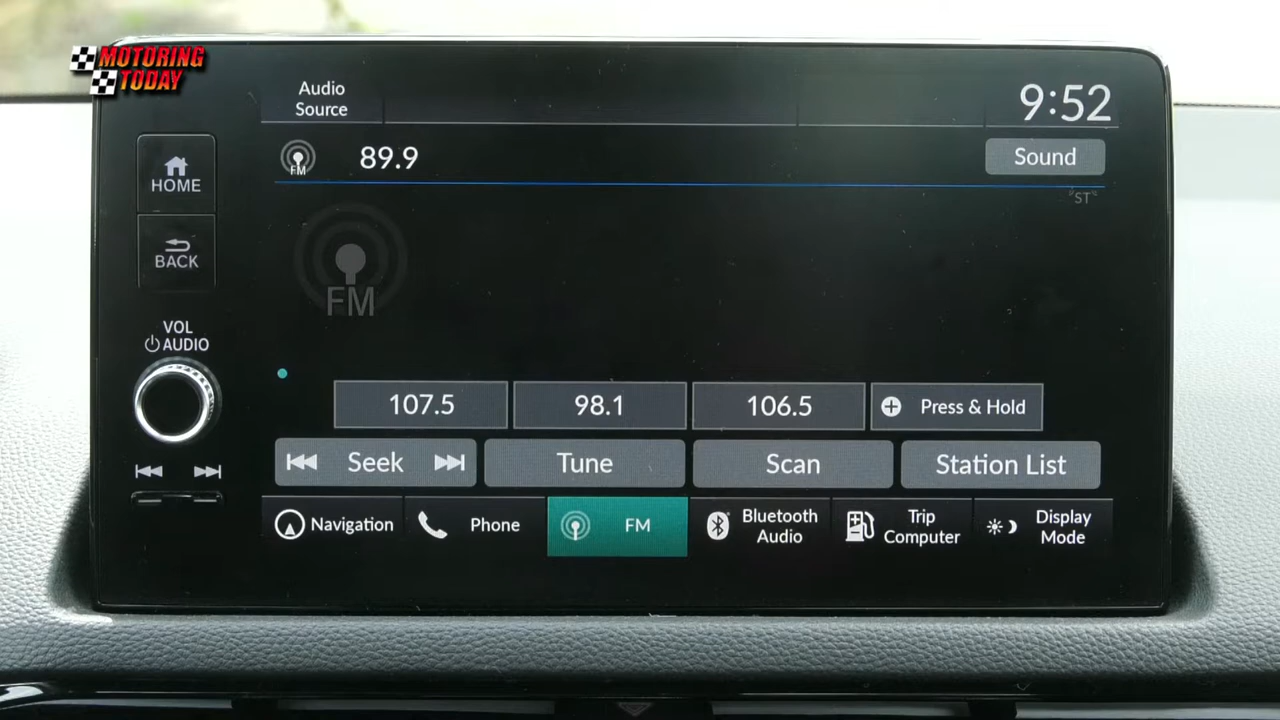 MOTORING
TODAY
Audio
Source
9:52
HOME
FM
89.9
Sound
ST
BACK
FM
VOL
AUDIO
107.5
98.1
106.5
Press & Hold
Seek
Tune
Scan
Station List
Navigation
Phone
FM
Bluetooth
Audio
Trip
Computer
Display
Mode